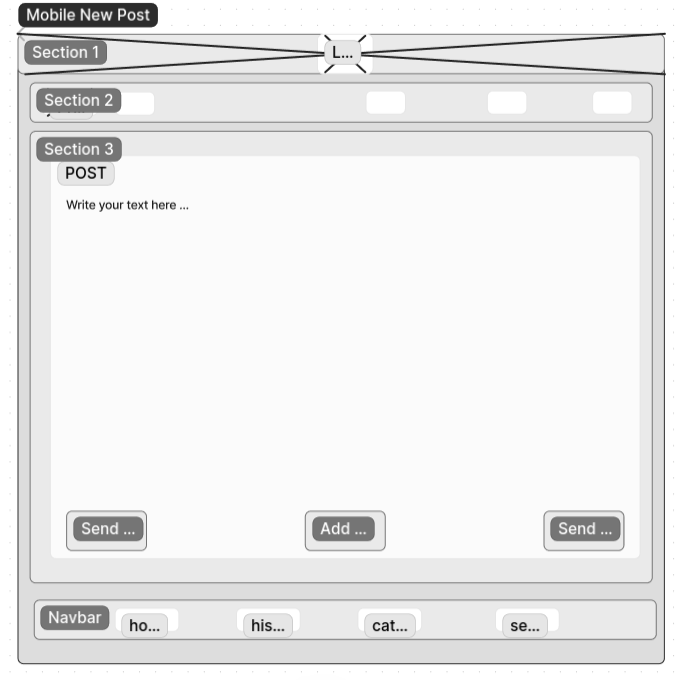 Mobile New Post
Section 1
L...
Section 2
Section 3
POST
Write your text here ...
Send ...
Add ...
Send ...
Navbar
ho...
his...
cat...
se...